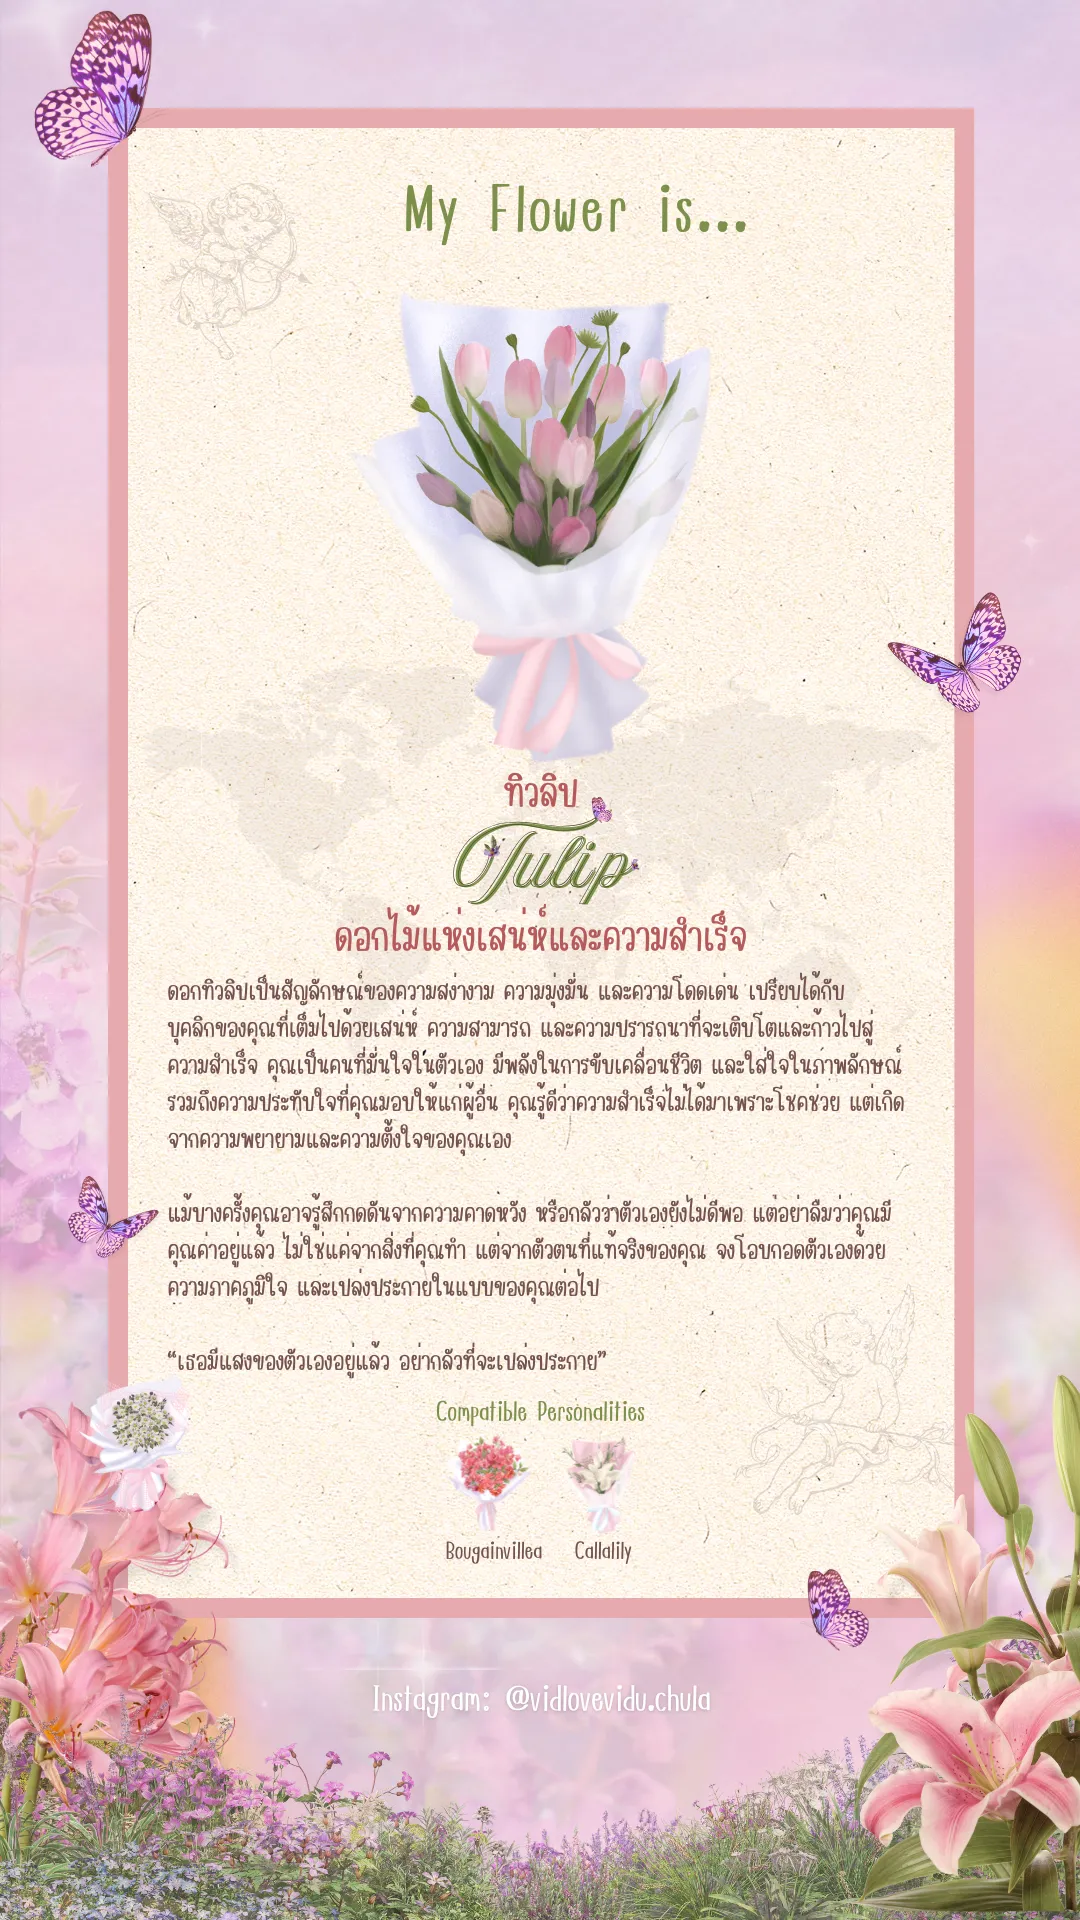 My Flower is...
ทิวลิป
Tulip
ดอกไม้แห่งเสน่ห์และความสำเร็จ
ดอกทิวลิปเป็นสัญลักษณ์ของความสง่างาม ความมุ่งมั่น และความโดดเด่น เปรียบได้กับ
บุคลิกของคุณที่เต็มไปด้วยเสน่ห์ ความสามารถ และความปรารถนาที่จะเติบโตและก้าวไปสู่
ความสำเร็จ คุณเป็นคนที่มั่นใจในตัวเอง มีพลังในการขับเคลื่อนชีวิต และใส่ใจในภาพลักษณ์
รวมถึงความประทับใจที่คุณมอบให้แก่ผู้อื่น คุณรู้ดีว่าความสำเร็จไม่ได้มาเพราะโชคช่วย แต่เกิด
จากความพยายามและความตั้งใจของคุณเอง
แม้บางครั้งคุณอาจรู้สึกกดดันจากความคาดหวัง หรือกลัวว่าตัวเองยังไม่ดีพอ แต่อย่าลืมว่าคุณมี
คุณค่าอยู่แล้ว ไม่ใช่แค่จากสิ่งที่คุณทำ แต่จากตัวตนที่แท้จริงของคุณ จงโอบกอดตัวเองด้วย
ความภาคภูมิใจ และเปล่งประกายในแบบของคุณต่อไป
“เธอมีแสงของตัวเองอยู่แล้ว อย่ากลัวที่จะเปล่งประกาย”
Compatible Personalities
Bougainvillea Callalily
Instagram: @vidlovevidu.chula